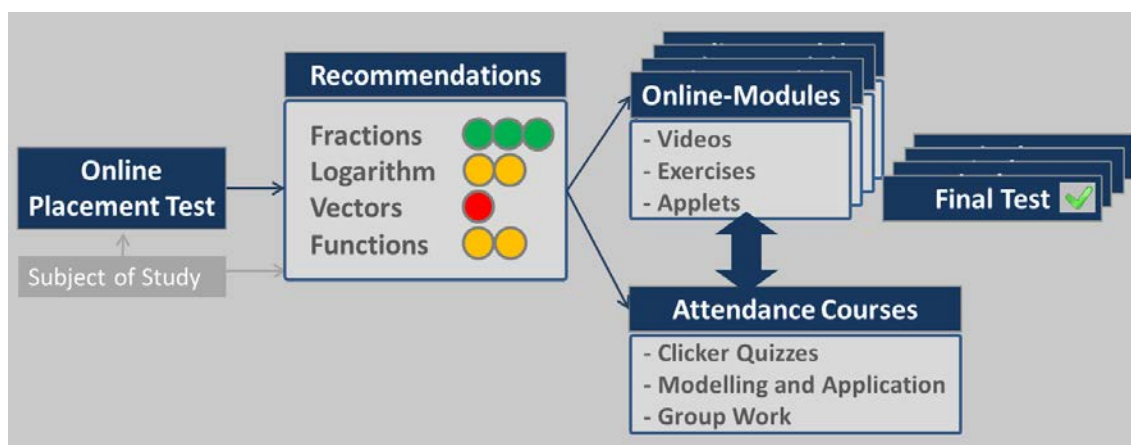 Online
Placement Test
Subject of Study
Recommendations
Fractions
Logarithm
Vectors
Functions
Online-Modules
- Videos
- Exercises
- Applets
Final Test
Attendance Courses
- Clicker Quizzes
- Modelling and Application
- Group Work